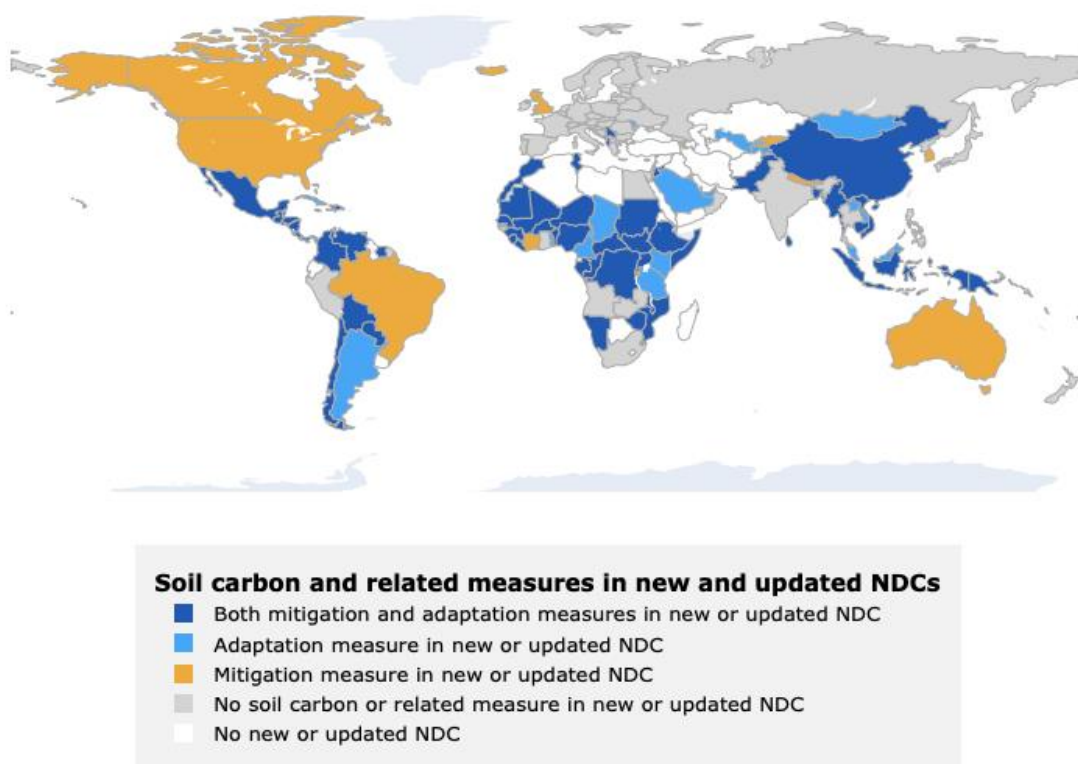 Soil carbon and related measures in new and updated NDCs
Both mitigation and adaptation measures in new or updated NDC
Adaptation measure in new or updated NDC
Mitigation measure in new or updated NDC
No soil carbon or related measure in new or updated NDC
No new or updated NDC